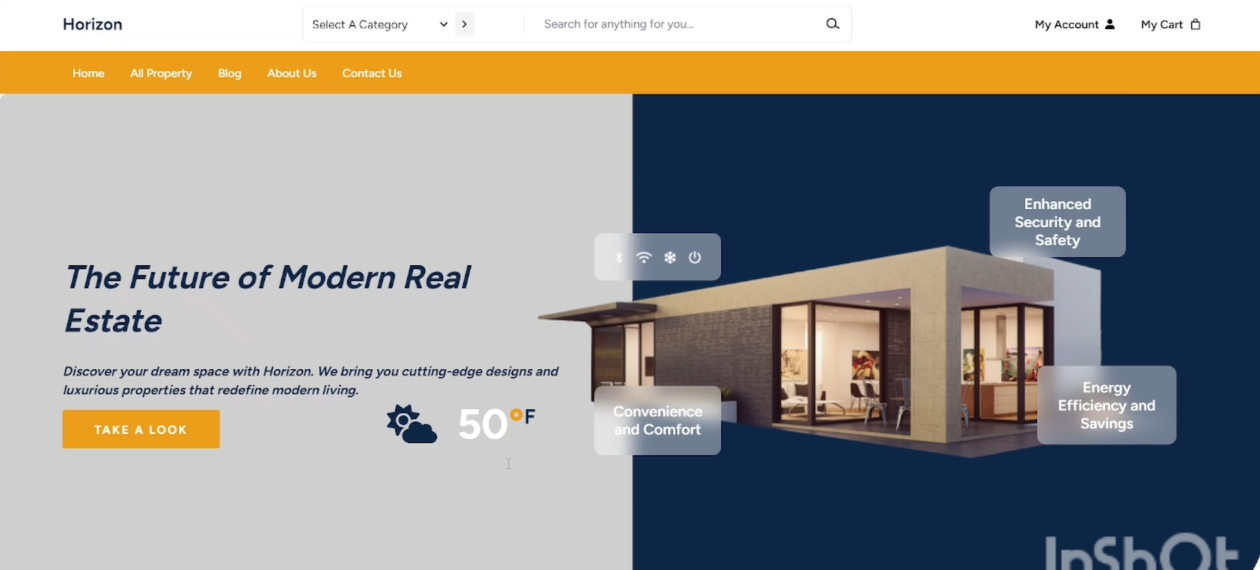 Horizon
Select A Category
Search for anything for you...
My Account
My Cart
Home
All Property
Blog
About Us
Contact Us
Enhanced
Security and
Safety
The Future of Modern Real
Estate
Discover your dream space with Horizon. We bring you cutting-edge designs and
luxurious properties that redefine modern living.
TAKE A LOOK
50°F
Convenience
and Comfort
Energy
Efficiency and
Savings
InShOt